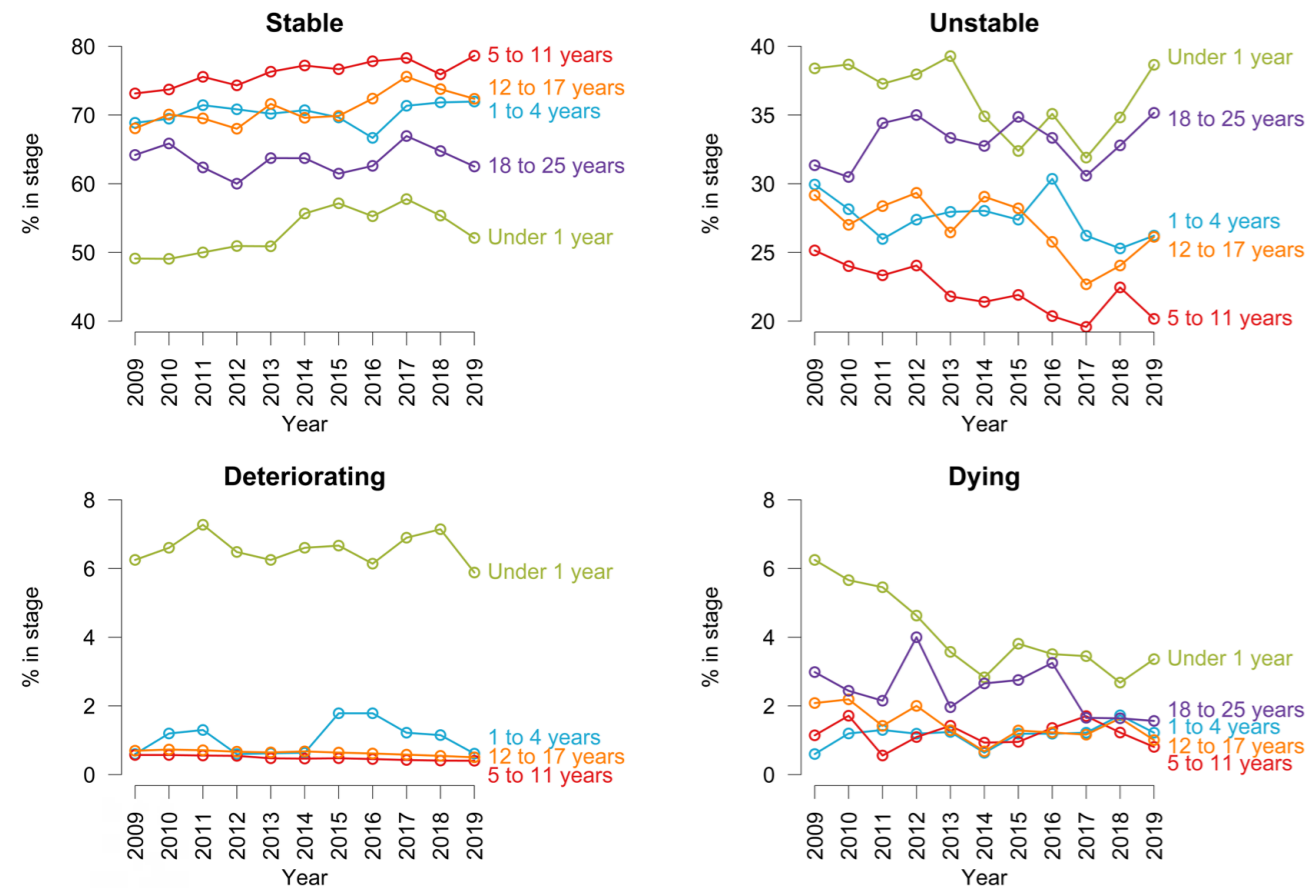 Stable
% in stage
80
70
60
50
40
5 to 11 years
12 to 17 years
1 to 4 years
18 to 25 years
Under 1 year
2009
2010
2011
2012
2013
2014
2015
2016
2017
2018
2019
Year
Unstable
% in stage
40
35
30
25
20
Under 1 year
18 to 25 years
1 to 4 years
12 to 17 years
5 to 11 years
2009
2010
2011
2012
2013
2014
2015
2016
2017
2018
2019
Year
Deteriorating
% in stage
8
6
4
2
0
Under 1 year
1 to 4 years
12 to 17 years
5 to 11 years
2009
2010
2011
2012
2013
2014
2015
2016
2017
2018
2019
Year
Dying
% in stage
8
6
4
2
0
Under 1 year
18 to 25 years
1 to 4 years
12 to 17 years
5 to 11 years
2009
2010
2011
2012
2013
2014
2015
2016
2017
2018
2019
Year